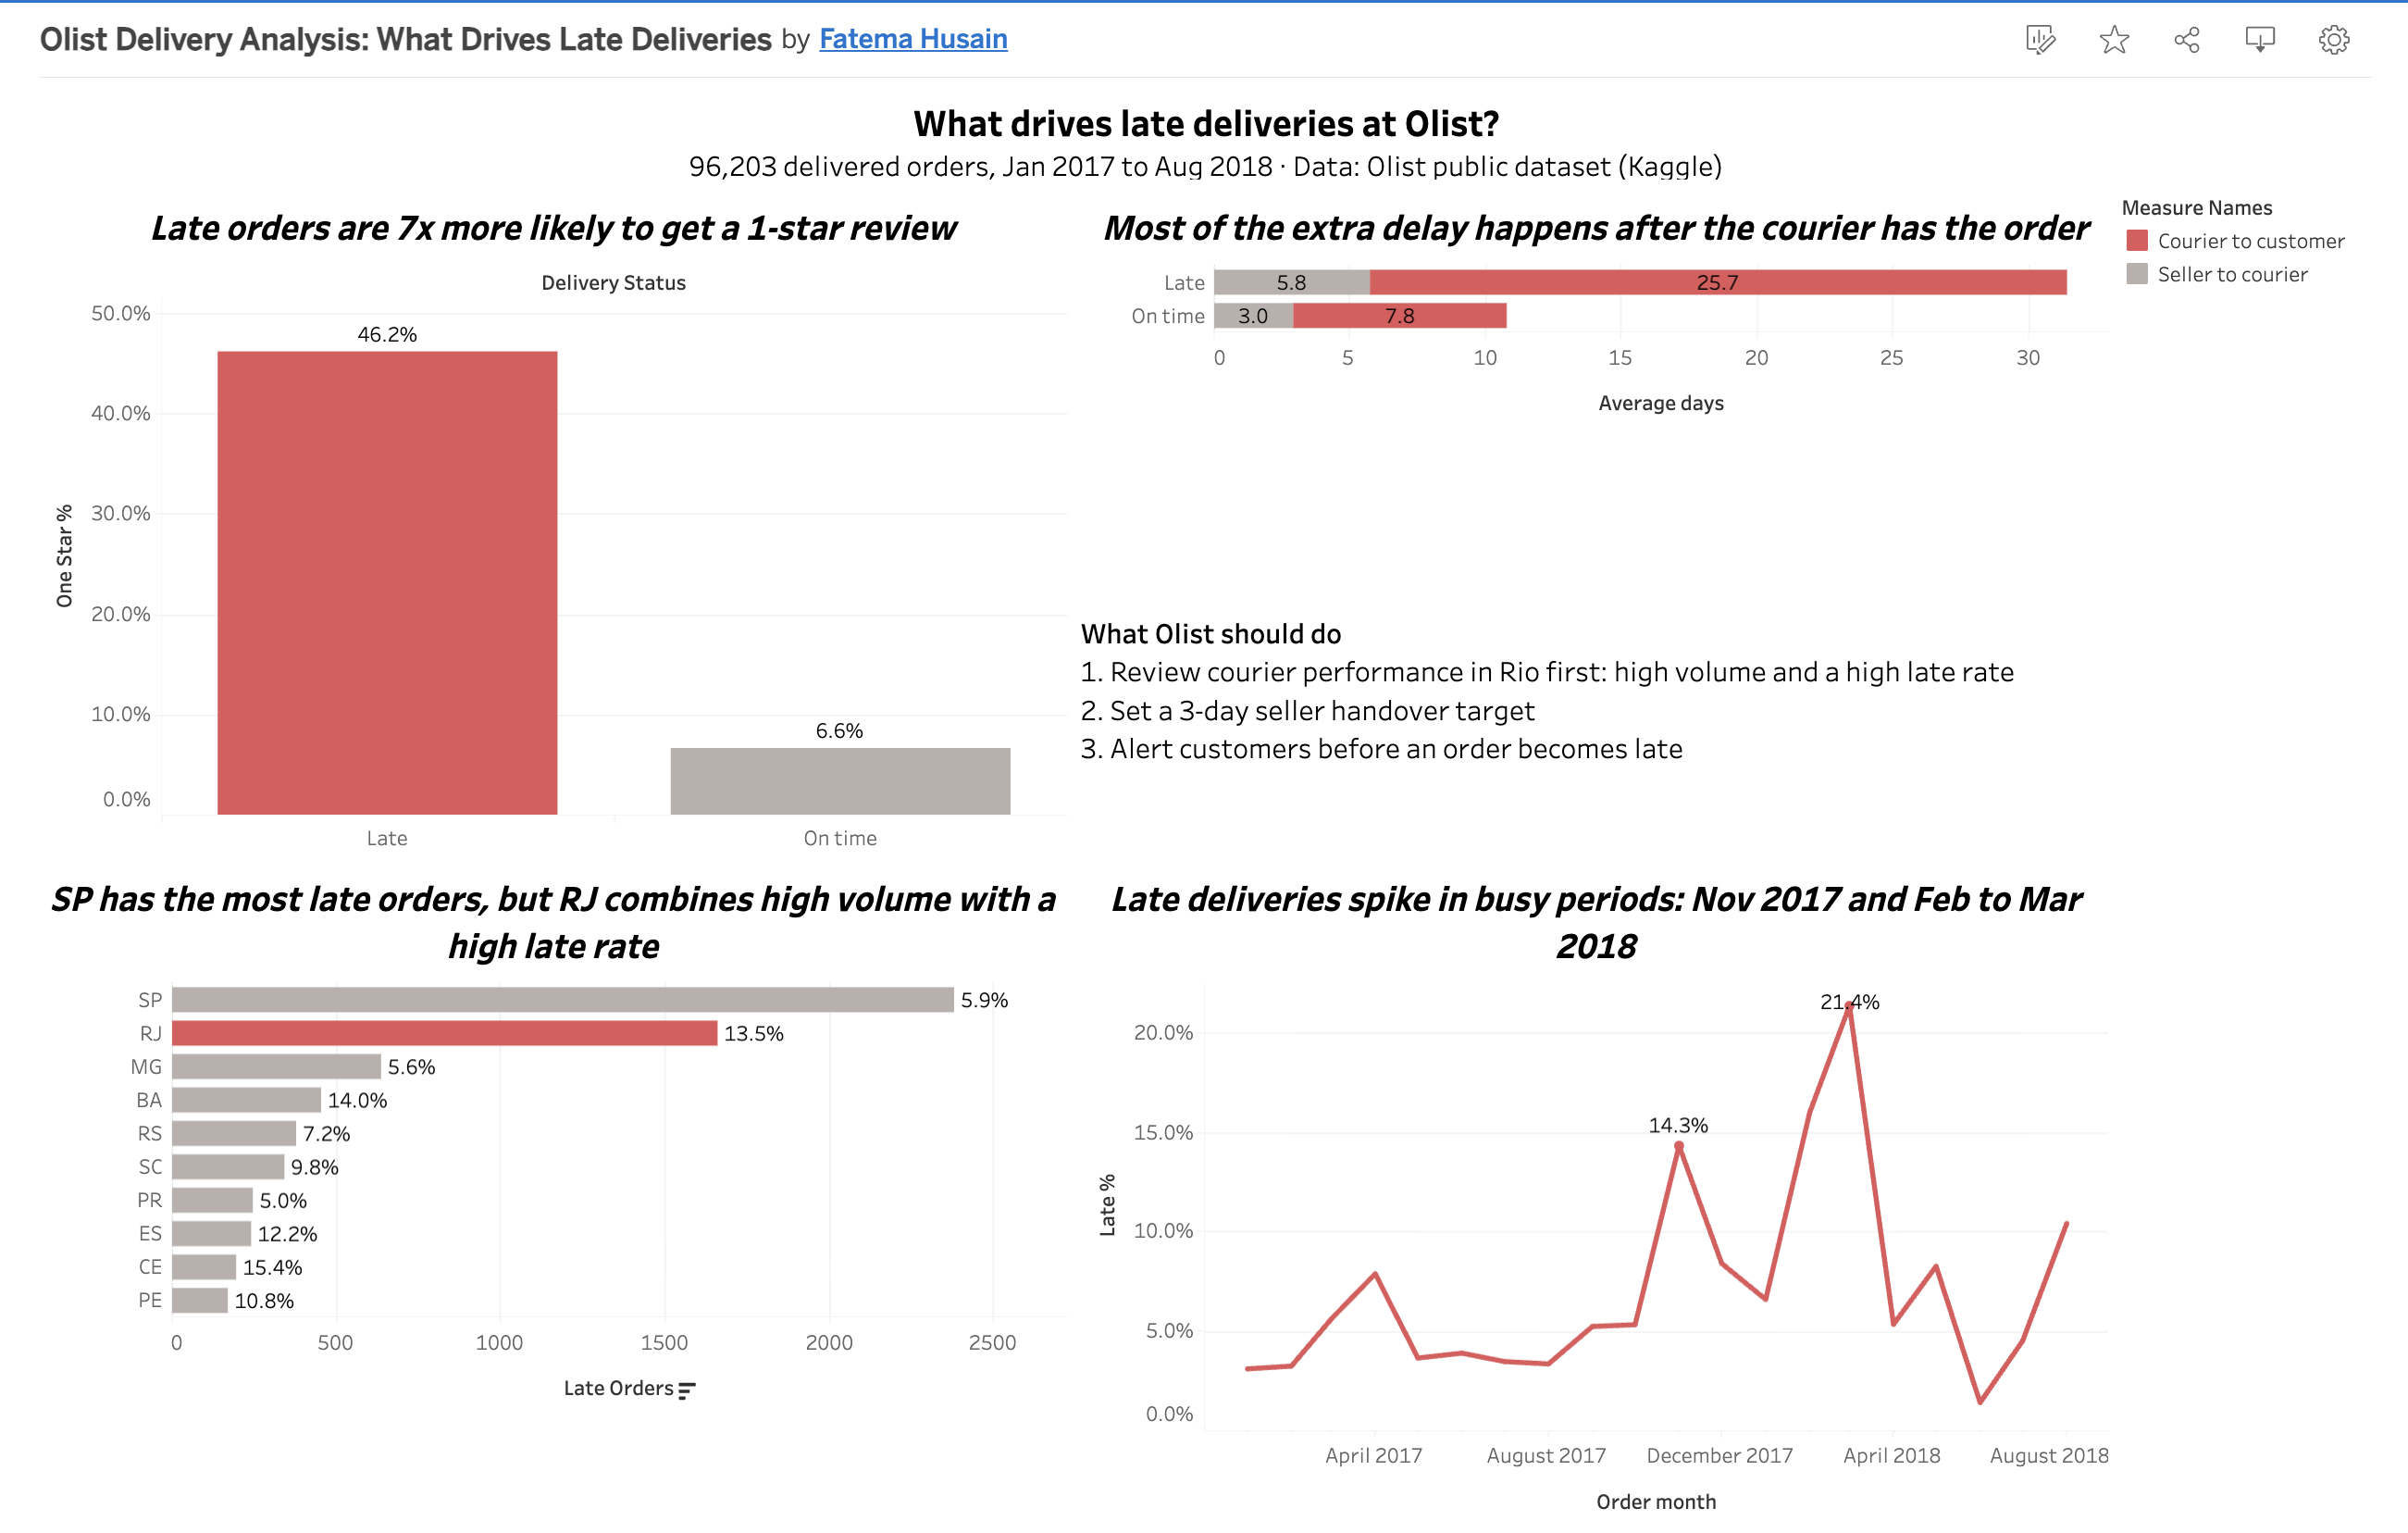 Olist Delivery Analysis: What Drives Late Deliveries by Fatema Husain
What drives late deliveries at Olist?
96,203 delivered orders, Jan 2017 to Aug 2018 · Data: Olist public dataset (Kaggle)
Late orders are 7x more likely to get a 1-star review
Delivery Status
One Star %
50.0%
40.0%
30.0%
20.0%
10.0%
0.0%
46.2%
6.6%
Late
On time
Most of the extra delay happens after the courier has the order
Late
5.8
25.7
On time
3.0
7.8
0
5
10
15
20
25
30
Average days
Measure Names
Courier to customer
Seller to courier
What Olist should do
1. Review courier performance in Rio first: high volume and a high late rate
2. Set a 3-day seller handover target
3. Alert customers before an order becomes late
SP has the most late orders, but RJ combines high volume with a
high late rate
SP 5.9%
RJ 13.5%
MG 5.6%
BA 14.0%
RS 7.2%
SC 9.8%
PR 5.0%
ES 12.2%
CE 15.4%
PE 10.8%
0
500
1000
1500
2000
2500
Late Orders
Late deliveries spike in busy periods: Nov 2017 and Feb to Mar
2018
Late %
20.0%
15.0%
10.0%
5.0%
0.0%
14.3%
21.4%
April 2017
August 2017
December 2017
April 2018
August 2018
Order month